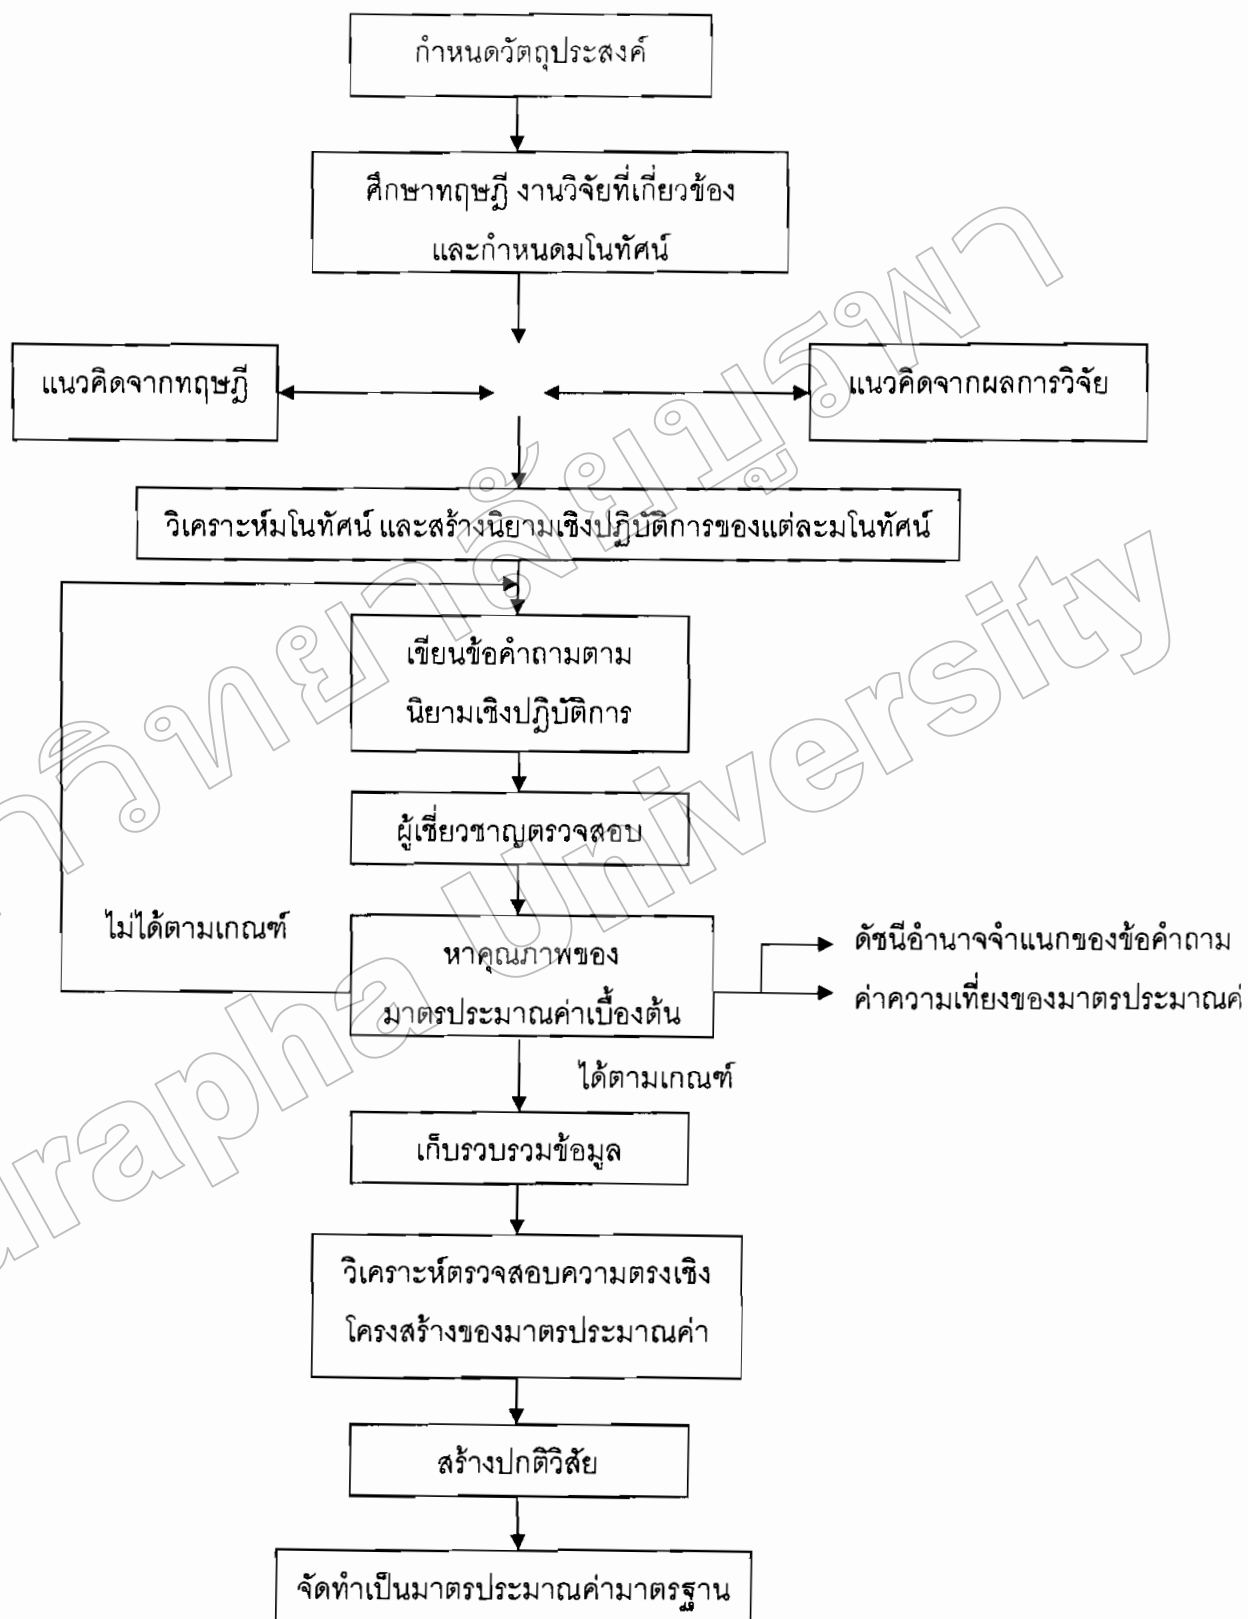 กำหนดวัตถุประสงค์
ศึกษาทฤษฎี งานวิจัยที่เกี่ยวข้อง
และกำหนดมโนทัศน์
แนวคิดจากทฤษฎี
แนวคิดจากผลการวิจัย
วิเคราะห์มโนทัศน์ และสร้างนิยามเชิงปฏิบัติการของแต่ละมโนทัศน์
เขียนข้อคำถามตาม
นิยามเชิงปฏิบัติการ
ผู้เชี่ยวชาญตรวจสอบ
ไม่ได้ตามเกณฑ์
หาคุณภาพของ
มาตรประมาณค่าเบื้องต้น
ดัชนีอำนาจจำแนกของข้อคำถาม
ค่าความเที่ยงของมาตรประมาณค่
ได้ตามเกณฑ์
เก็บรวบรวมข้อมูล
วิเคราะห์ตรวจสอบความตรงเชิง
โครงสร้างของมาตรประมาณค่า
สร้างปกติวิสัย
จัดทำเป็นมาตรประมาณค่ามาตรฐาน
าวิทยาลัยบูรพา
urapha University